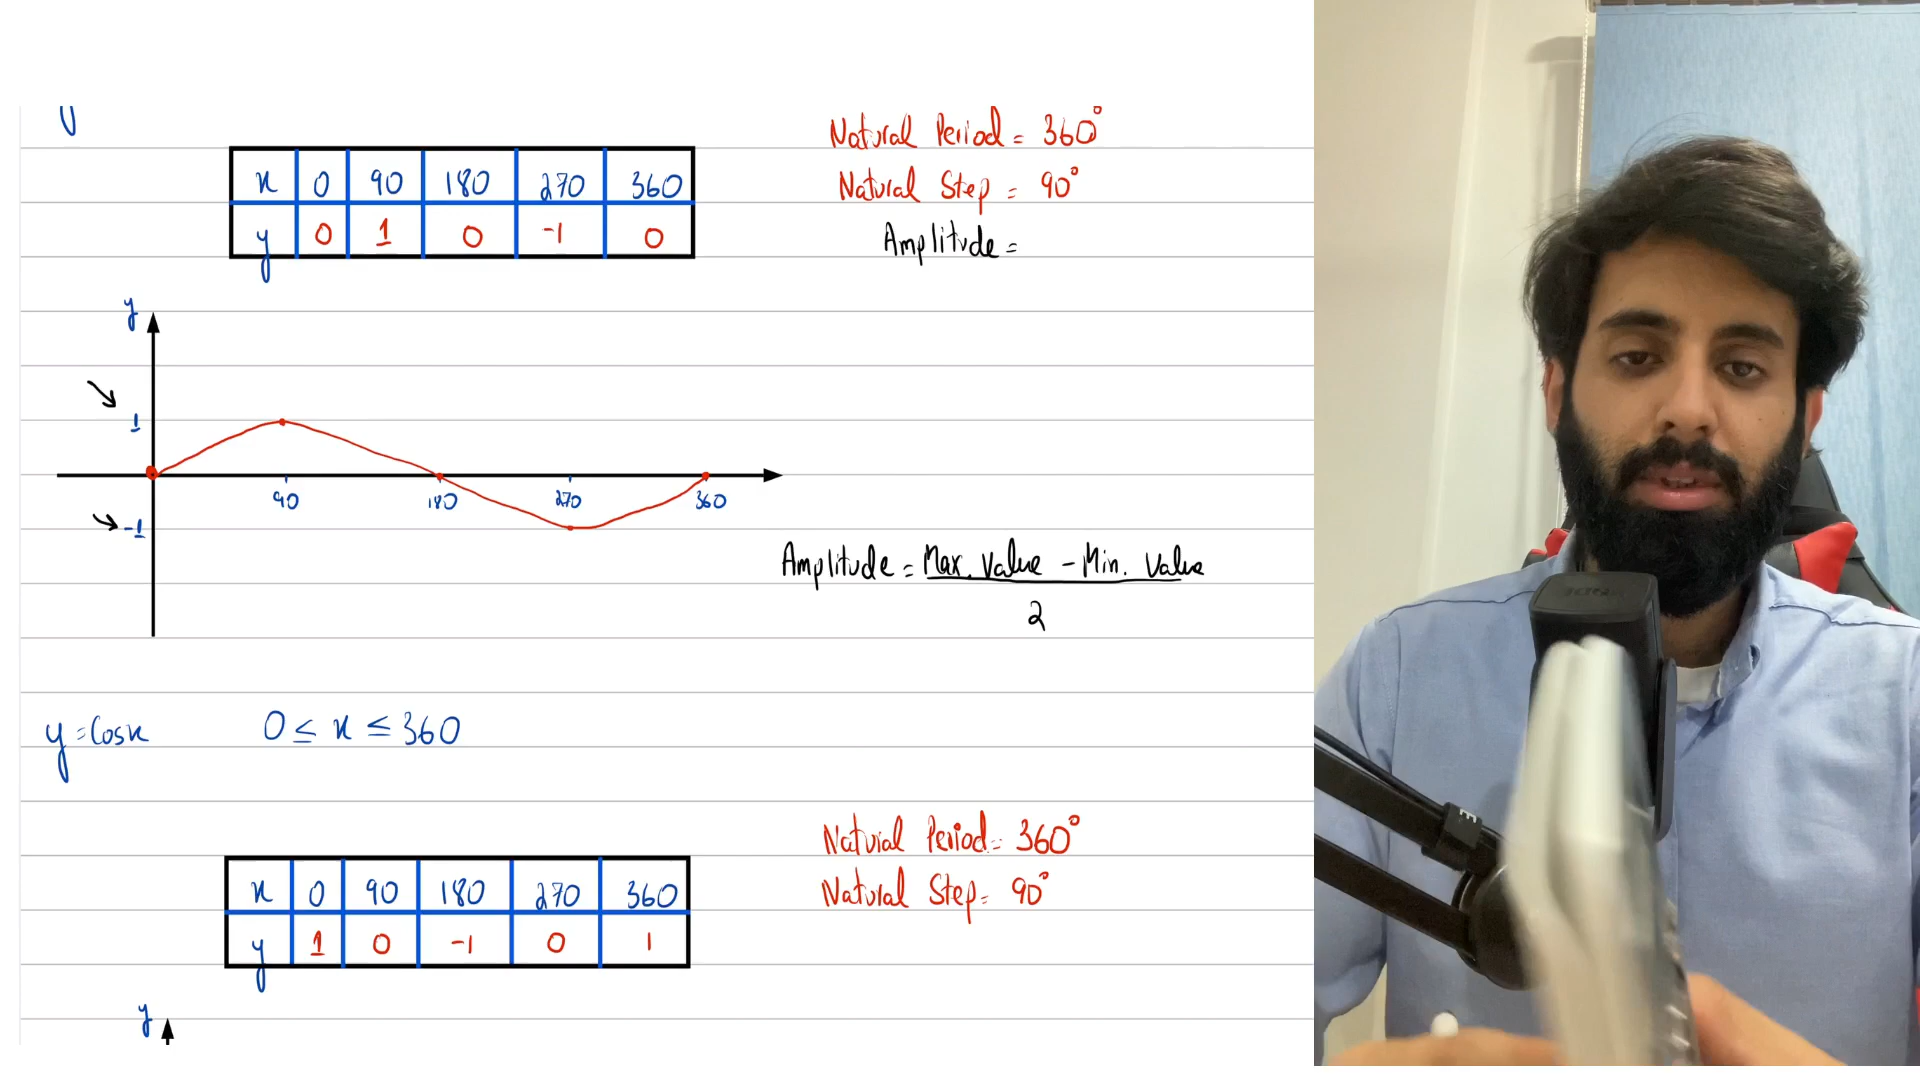 x 0 90 180 270 360
y 0 1 0 -1 0
Natural Period = 360°
Natural Step = 90°
Amplitude =
y
1
90 180 270 360
-1
Amplitude = Max. Value - Min. Value
2
y = Cosx 0 ≤ x ≤ 360
Natural Period = 360°
Natural Step = 90°
x 0 90 180 270 360
y 1 0 -1 0 1
y